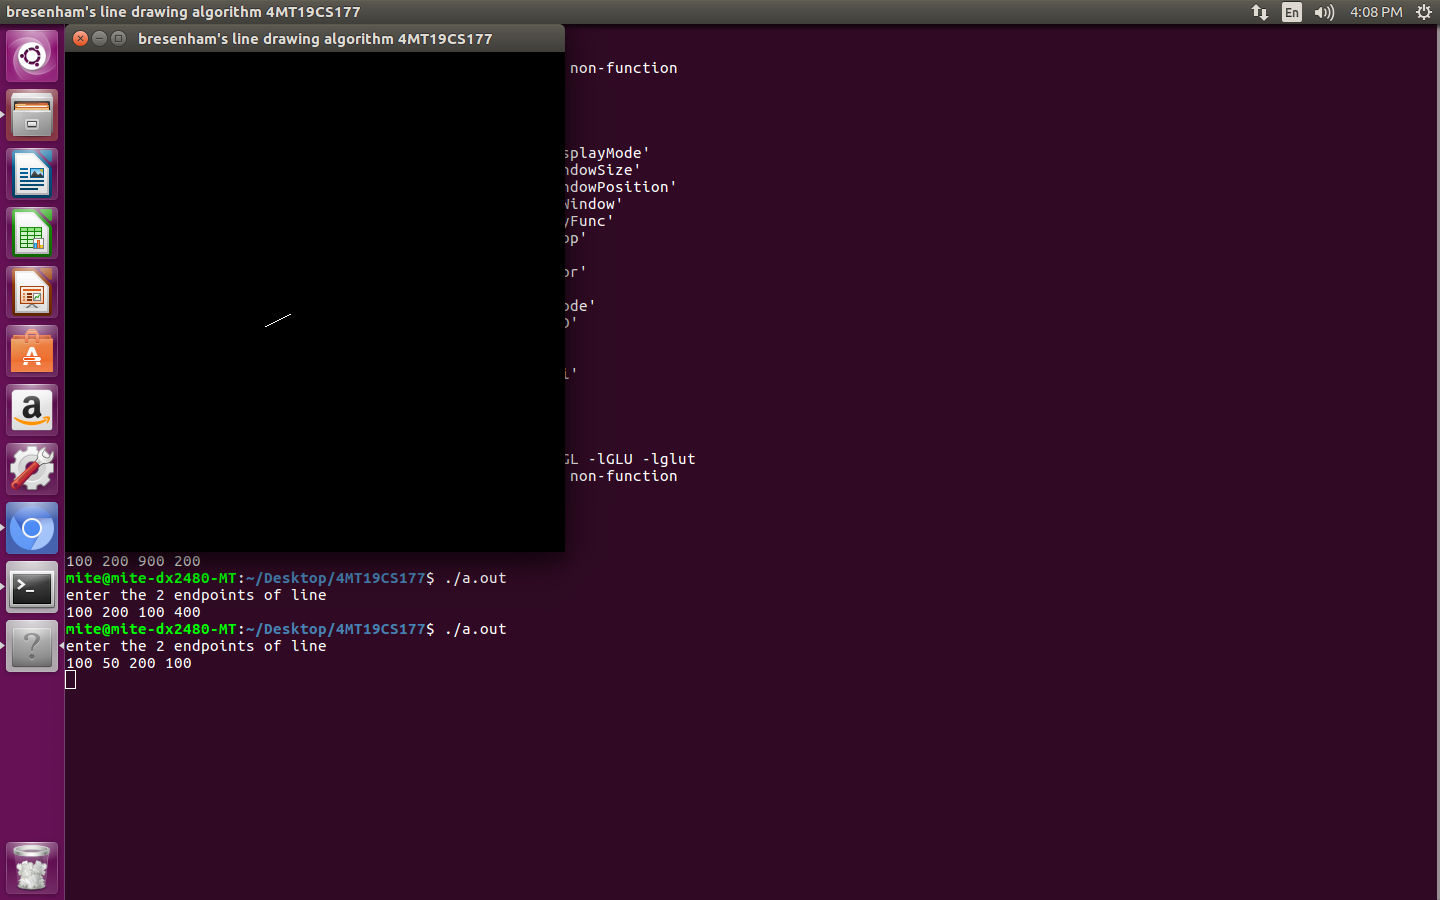 bresenham's line drawing algorithm 4MT19CS177
En
4:08 PM
bresenham's line drawing algorithm 4MT19CS177
non-function
splayMode'
ndowSize'
ndowPosition'
Window'
yFunc'
op'
or'
ode'
D'
i'
GL -lGLU -lglut
non-function
100 200 900 200
mite@mite-dx2480-MT:~/Desktop/4MT19CS177$ ./a.out
enter the 2 endpoints of line
100 200 100 400
mite@mite-dx2480-MT:~/Desktop/4MT19CS177$ ./a.out
enter the 2 endpoints of line
100 50 200 100